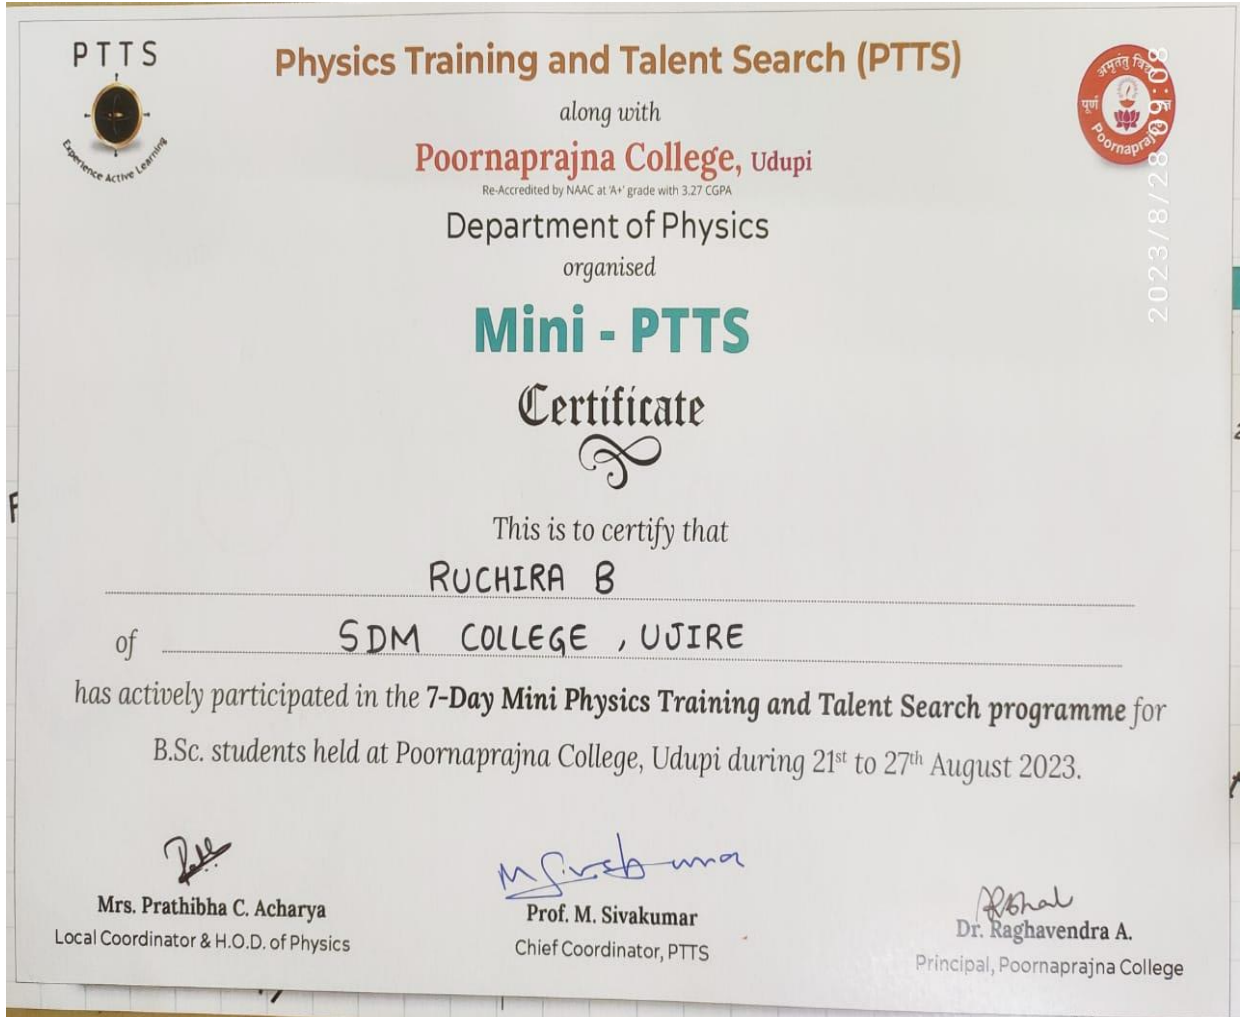 PTTS
Experience Active Learning
Physics Training and Talent Search (PTTS)
along with
Poornaprajna College, Udupi
Re-Accredited by NAAC at 'A+' grade with 3.27 CGPA
Department of Physics
organised
Mini - PTTS
Certificate
This is to certify that
RUCHIRA B
of SDM COLLEGE , UJIRE
has actively participated in the 7-Day Mini Physics Training and Talent Search programme for
B.Sc. students held at Poornaprajna College, Udupi during 21st to 27th August 2023.
M Sivakumar
Mrs. Prathibha C. Acharya
Local Coordinator & H.O.D. of Physics
Prof. M. Sivakumar
Chief Coordinator, PTTS
Dr. Raghavendra A.
Principal, Poornaprajna College
2023/8/28 09:08